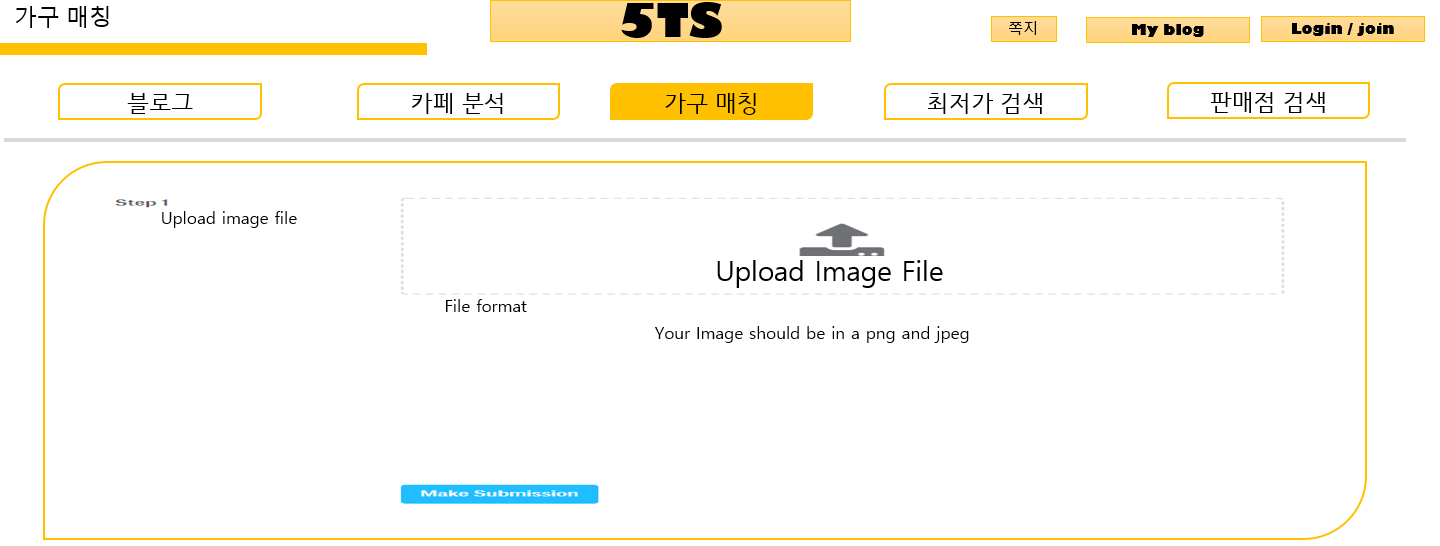 가구 매칭
5TS
쪽지
My blog
Login / join
블로그
카페 분석
가구 매칭
최저가 검색
판매점 검색
Step 1
Upload image file
Upload Image File
File format
Your Image should be in a png and jpeg
Make Submission